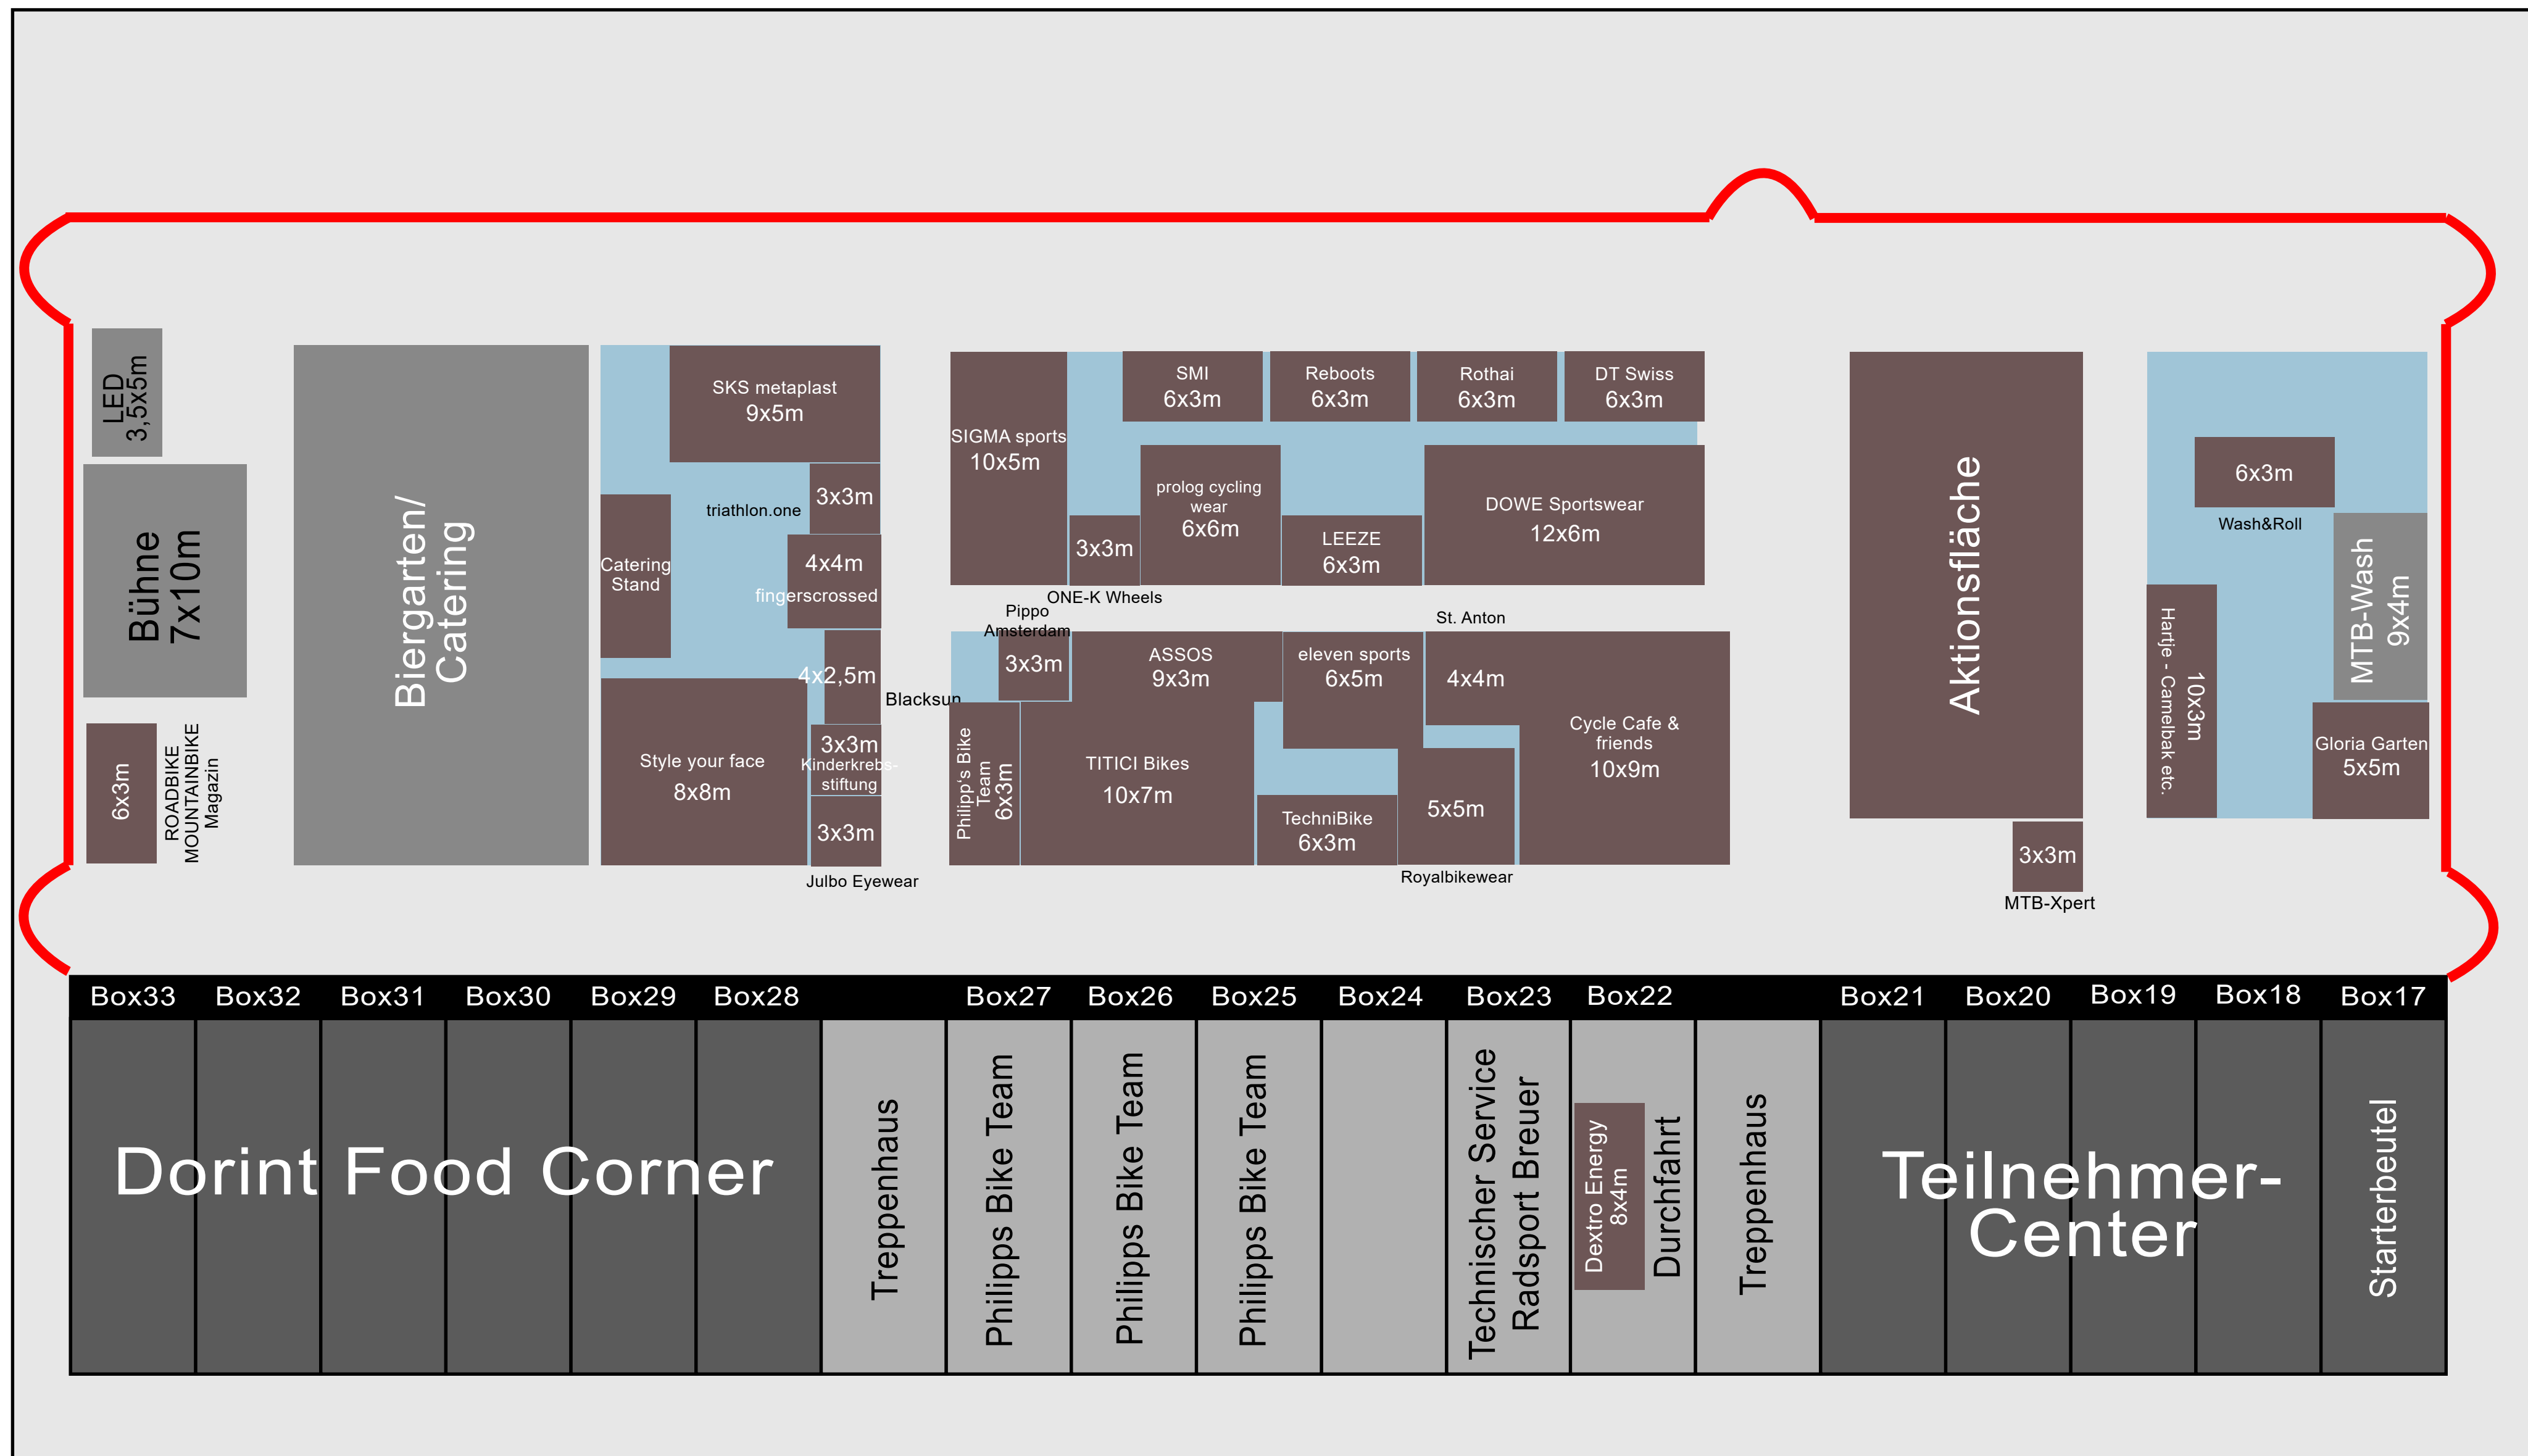 LED
3,5x5m
Bühne
7x10m
6x3m
ROADBIKE
MOUNTAINBIKE
Magazin
Biergarten/
Catering
SKS metaplast
9x5m
triathlon.one
3x3m
Catering
Stand
4x4m
fingerscrossed
4x2,5m
Blacksun
Style your face
8x8m
3x3m
Kinderkrebs-
stiftung
3x3m
Julbo Eyewear
SIGMA sports
10x5m
SMI
6x3m
Reboots
6x3m
Rothai
6x3m
DT Swiss
6x3m
3x3m
ONE-K Wheels
prolog cycling
wear
6x6m
LEEZE
6x3m
DOWE Sportswear
12x6m
Pippo
Amsterdam
3x3m
ASSOS
9x3m
eleven sports
6x5m
St. Anton
4x4m
Cycle Cafe &
friends
10x9m
Philipp's Bike
Team
6x3m
TITICI Bikes
10x7m
TechniBike
6x3m
5x5m
Royalbikewear
Aktionsfläche
3x3m
MTB-Xpert
6x3m
Wash&Roll
MTB-Wash
9x4m
Hartje - Camelbak etc.
10x3m
Gloria Garten
5x5m
Box33
Box32
Box31
Box30
Box29
Box28
Box27
Box26
Box25
Box24
Box23
Box22
Box21
Box20
Box19
Box18
Box17
Dorint Food Corner
Treppenhaus
Philipps Bike Team
Philipps Bike Team
Philipps Bike Team
Technischer Service
Radsport Breuer
Dextro Energy
8x4m
Durchfahrt
Treppenhaus
Teilnehmer-
Center
Starterbeutel